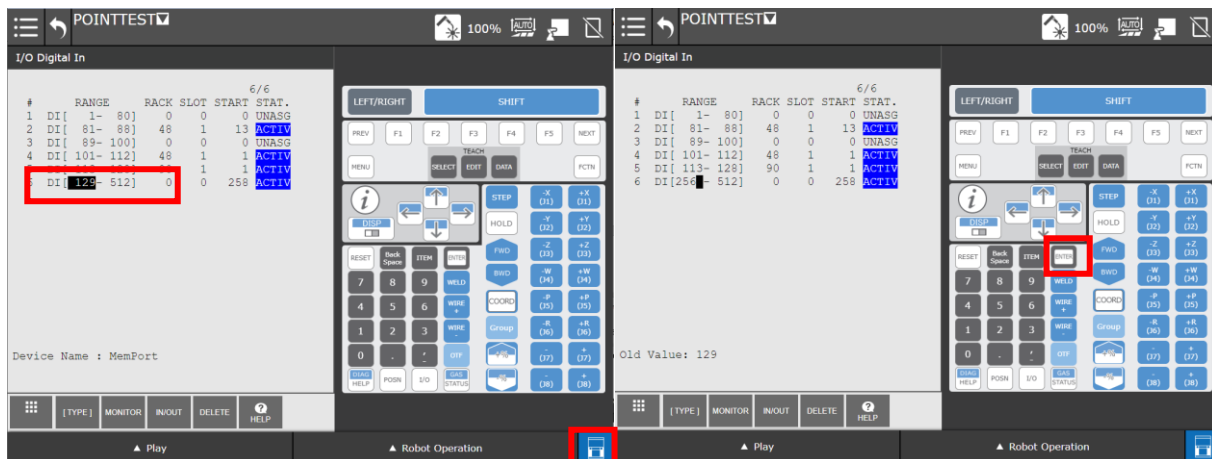 POINTTEST
100%
AUTO
I/O Digital In
6/6
# RANGE RACK SLOT START STAT.
1 DI[ 1- 80] 0 0 0 UNASG
2 DI[ 81- 88] 48 1 13 ACTIV
3 DI[ 89- 100] 0 0 0 UNASG
4 DI[ 101- 112] 48 1 1 ACTIV
1 1 ACTIV
DI[ 129- 512] 0 0 258 ACTIV
Device Name : MemPort
[TYPE] MONITOR IN/OUT DELETE HELP
LEFT/RIGHT SHIFT
PREV F1 F2 F3 F4 F5 NEXT
TEACH
MENU SELECT EDIT DATA FCTN
i
DISP
STEP -X (J1) +X (J1)
HOLD -Y (J2) +Y (J2)
FWD -Z (J3) +Z (J3)
BWD -W (J4) +W (J4)
COORD -P (J5) +P (J5)
Group -R (J6) +R (J6)
+% - (J7) + (J7)
-% - (J8) + (J8)
RESET Back Space ITEM ENTER
7 8 9 WELD
4 5 6 WIRE +
1 2 3 WIRE -
0 . OTF
DIAG HELP POSN I/O GAS STATUS
▲ Play
▲ Robot Operation
POINTTEST
100%
AUTO
I/O Digital In
6/6
# RANGE RACK SLOT START STAT.
1 DI[ 1- 80] 0 0 0 UNASG
2 DI[ 81- 88] 48 1 13 ACTIV
3 DI[ 89- 100] 0 0 0 UNASG
4 DI[ 101- 112] 48 1 1 ACTIV
5 DI[ 113- 128] 90 1 1 ACTIV
6 DI[256 - 512] 0 0 258 ACTIV
Old Value: 129
[TYPE] MONITOR IN/OUT DELETE HELP
LEFT/RIGHT SHIFT
PREV F1 F2 F3 F4 F5 NEXT
TEACH
MENU SELECT EDIT DATA FCTN
i
DISP
STEP -X (J1) +X (J1)
HOLD -Y (J2) +Y (J2)
FWD -Z (J3) +Z (J3)
BWD -W (J4) +W (J4)
COORD -P (J5) +P (J5)
Group -R (J6) +R (J6)
+% - (J7) + (J7)
-% - (J8) + (J8)
RESET Back Space ITEM ENTER
7 8 9 WELD
4 5 6 WIRE +
1 2 3 WIRE -
0 . OTF
DIAG HELP POSN I/O GAS STATUS
▲ Play
▲ Robot Operation